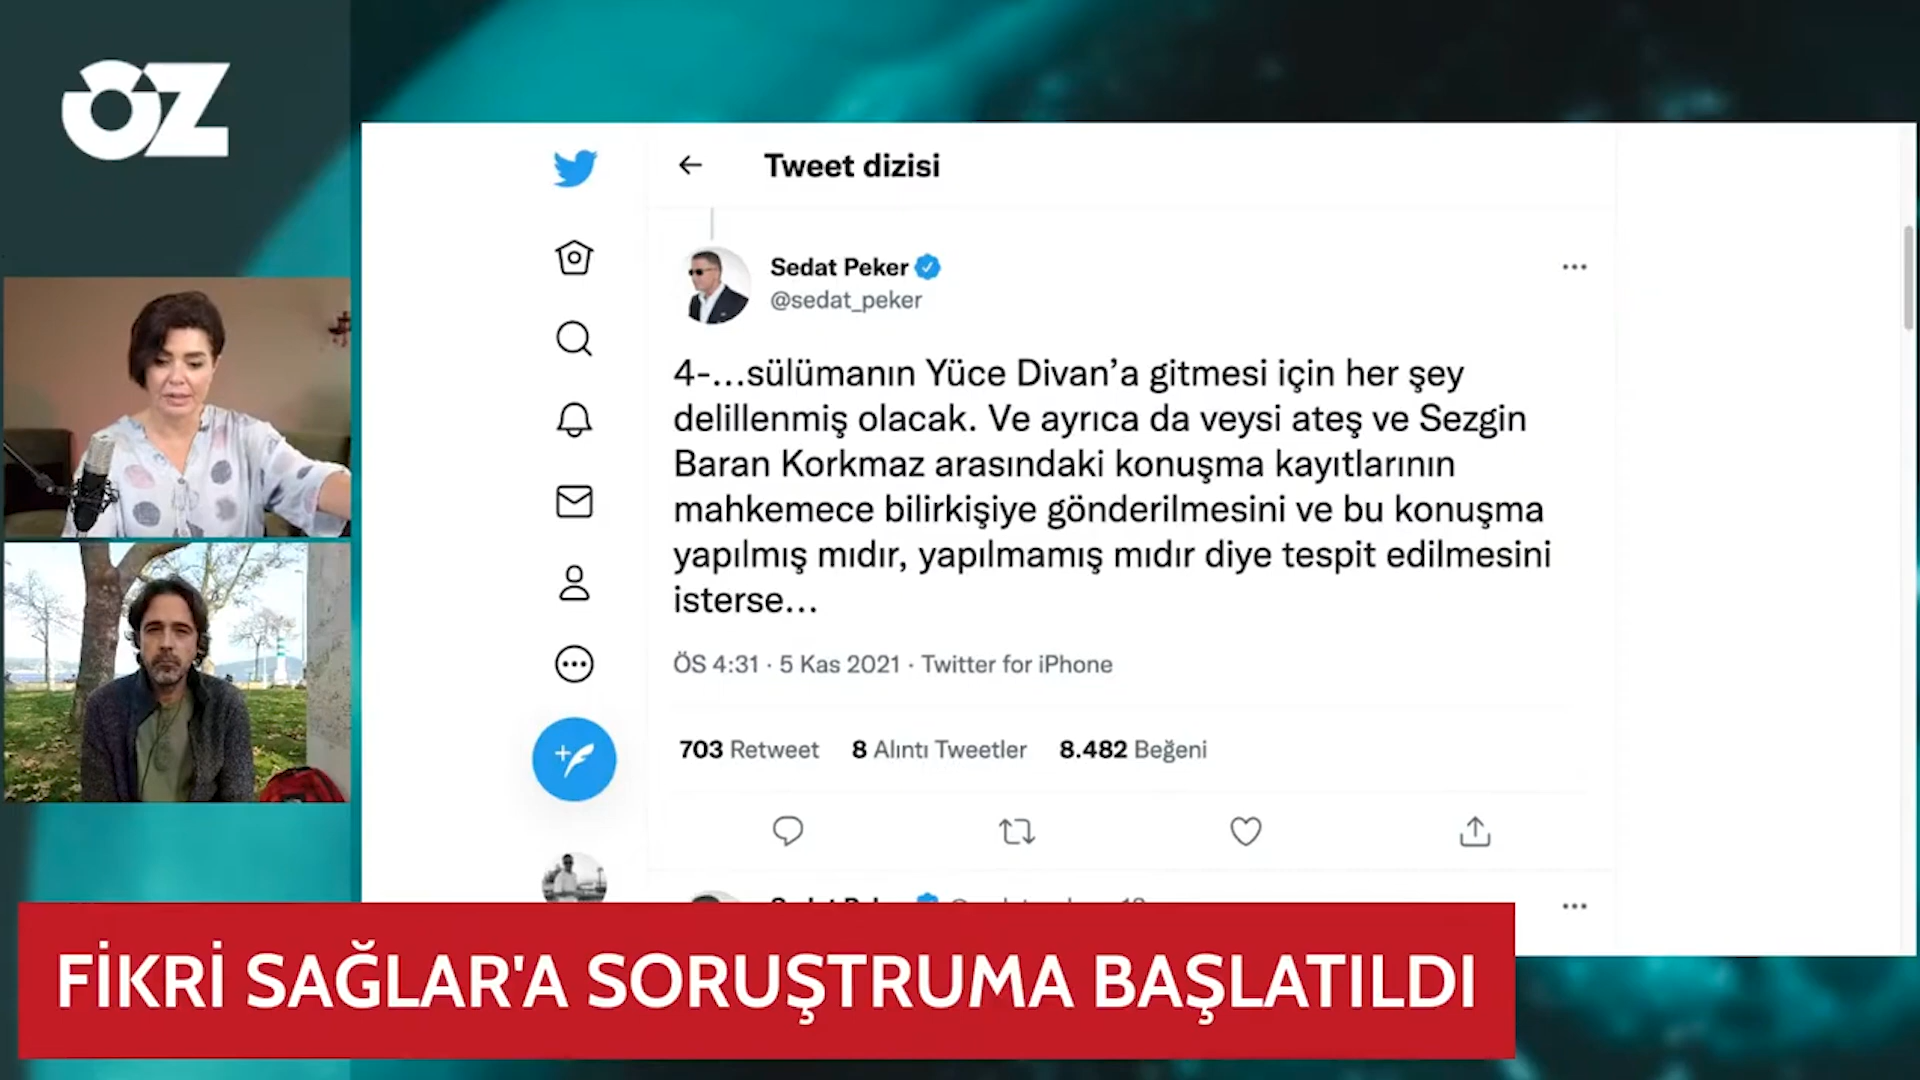 ÖZ
Tweet dizisi
Sedat Peker
@sedat_peker
4-...sülümanın Yüce Divan’a gitmesi için her şey
delillenmiş olacak. Ve ayrıca da veysi ateş ve Sezgin
Baran Korkmaz arasındaki konuşma kayıtlarının
mahkemece bilirkişiye gönderilmesini ve bu konuşma
yapılmış mıdır, yapılmamış mıdır diye tespit edilmesini
isterse...
ÖS 4:31 · 5 Kas 2021 · Twitter for iPhone
703 Retweet 8 Alıntı Tweetler 8.482 Beğeni
FİKRİ SAĞLAR'A SORUŞTRUMA BAŞLATILDI